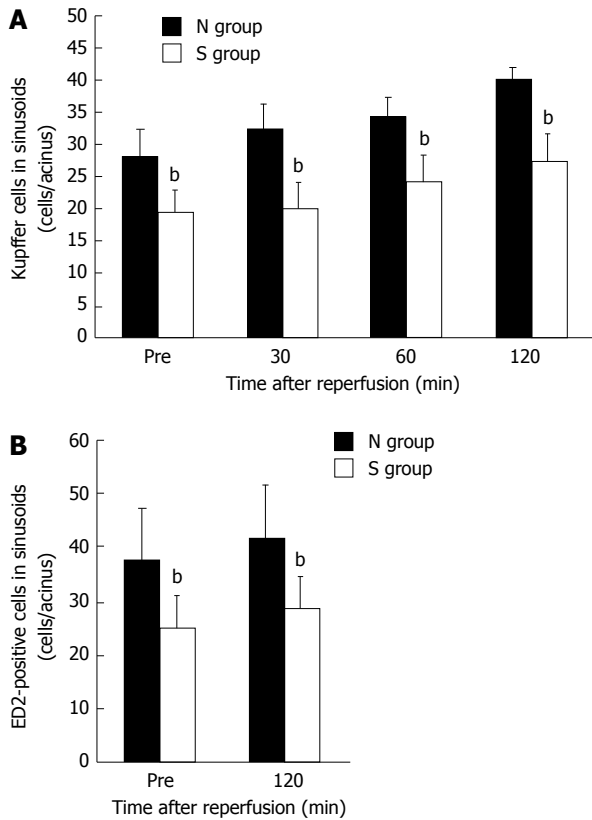 A
N group
S group
Kupffer cells in sinusoids
(cells/acinus)
50
45
40
35
30
25
20
15
10
5
0
b
b
b
b
Pre
30
60
120
Time after reperfusion (min)
B
N group
S group
ED2-positive cells in sinusoids
(cells/acinus)
60
50
40
30
20
10
0
b
b
Pre
120
Time after reperfusion (min)